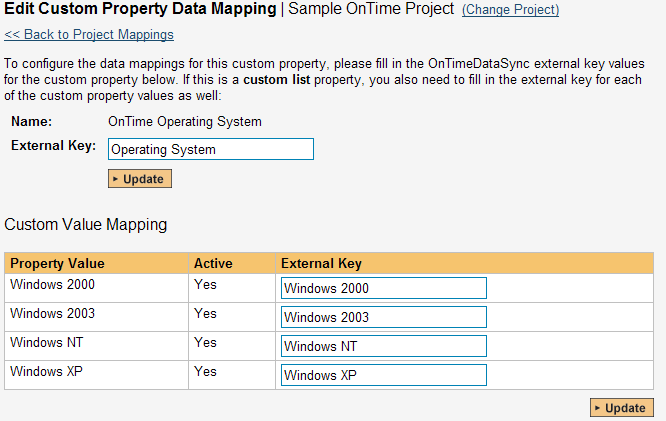 Edit Custom Property Data Mapping | Sample OnTime Project (Change Project)
<< Back to Project Mappings
To configure the data mappings for this custom property, please fill in the OnTimeDataSync external key values
for the custom property below. If this is a custom list property, you also need to fill in the external key for each
of the custom property values as well:
Name: OnTime Operating System
External Key: Operating System
Update
Custom Value Mapping
Property Value Active External Key
Windows 2000 Yes Windows 2000
Windows 2003 Yes Windows 2003
Windows NT Yes Windows NT
Windows XP Yes Windows XP
Update